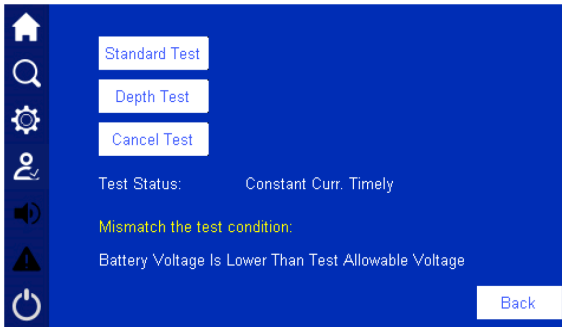 Standard Test
Depth Test
Cancel Test
Test Status: Constant Curr. Timely
Mismatch the test condition:
Battery Voltage Is Lower Than Test Allowable Voltage
Back